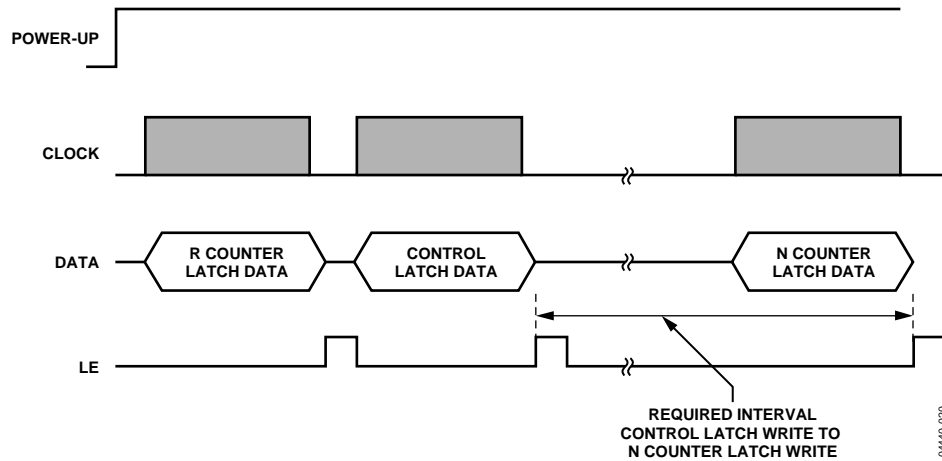 POWER-UP
CLOCK
DATA
R COUNTER
LATCH DATA
CONTROL
LATCH DATA
N COUNTER
LATCH DATA
LE
REQUIRED INTERVAL
CONTROL LATCH WRITE TO
N COUNTER LATCH WRITE